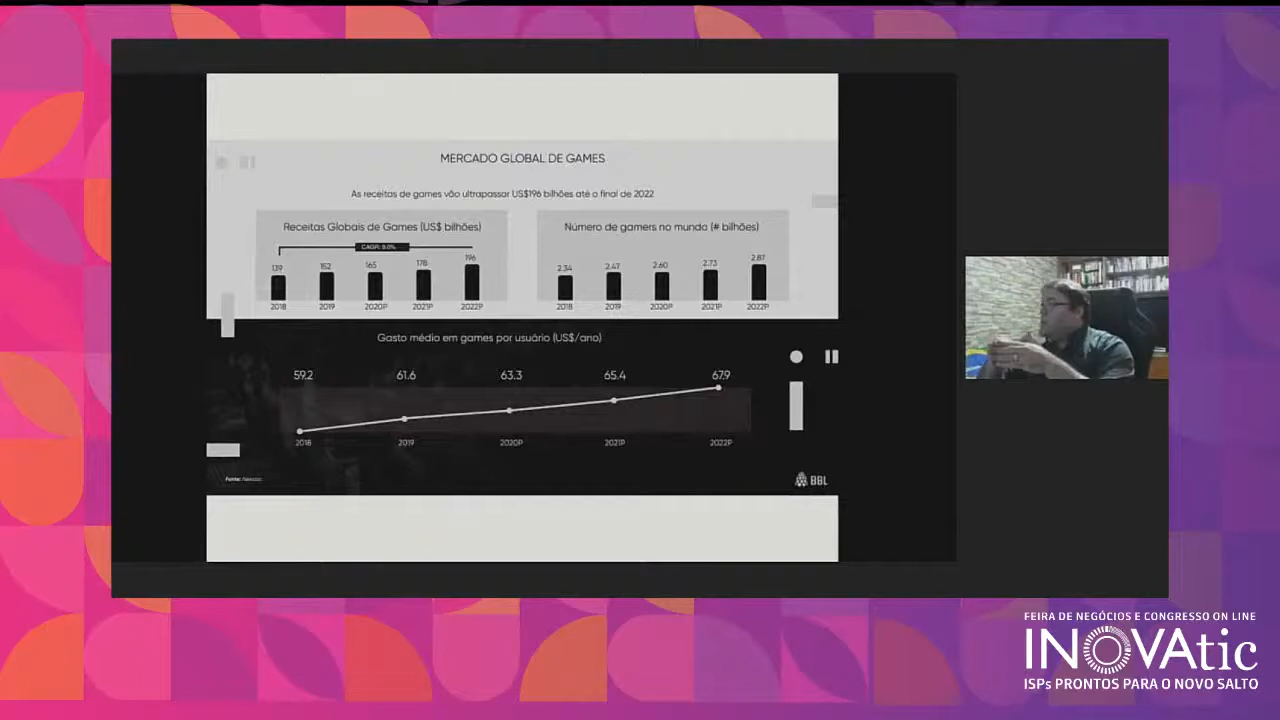 MERCADO GLOBAL DE GAMES
As receitas de games vão ultrapassar US$196 bilhões até o final de 2022
Receitas Globais de Games (US$ bilhões)
CAGR: 9.0%
139 152 165 178 196
2018 2019 2020P 2021P 2022P
Número de gamers no mundo (# bilhões)
2.34 2.47 2.60 2.73 2.87
2018 2019 2020P 2021P 2022P
Gasto médio em games por usuário (US$/ano)
59.2 61.6 63.3 65.4 67.9
2018 2019 2020P 2021P 2022P
Fonte: Newzoo
BBL
FEIRA DE NEGÓCIOS E CONGRESSO ON LINE
INOVAtic
ISPs PRONTOS PARA O NOVO SALTO